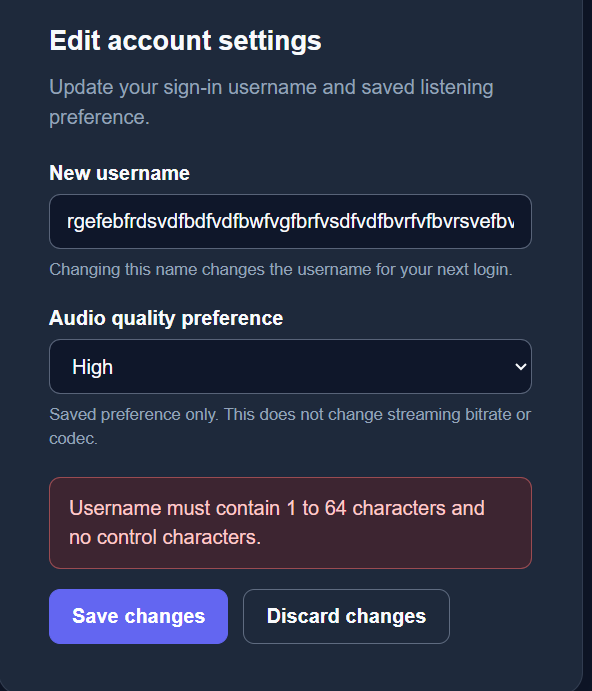 Edit account settings
Update your sign-in username and saved listening
preference.
New username
rgefebfrdsvdfbdfvdfbwfvgfbrfvsdfvdfbvrfvfbvrsvefbv
Changing this name changes the username for your next login.
Audio quality preference
High
Saved preference only. This does not change streaming bitrate or
codec.
Username must contain 1 to 64 characters and
no control characters.
Save changes
Discard changes